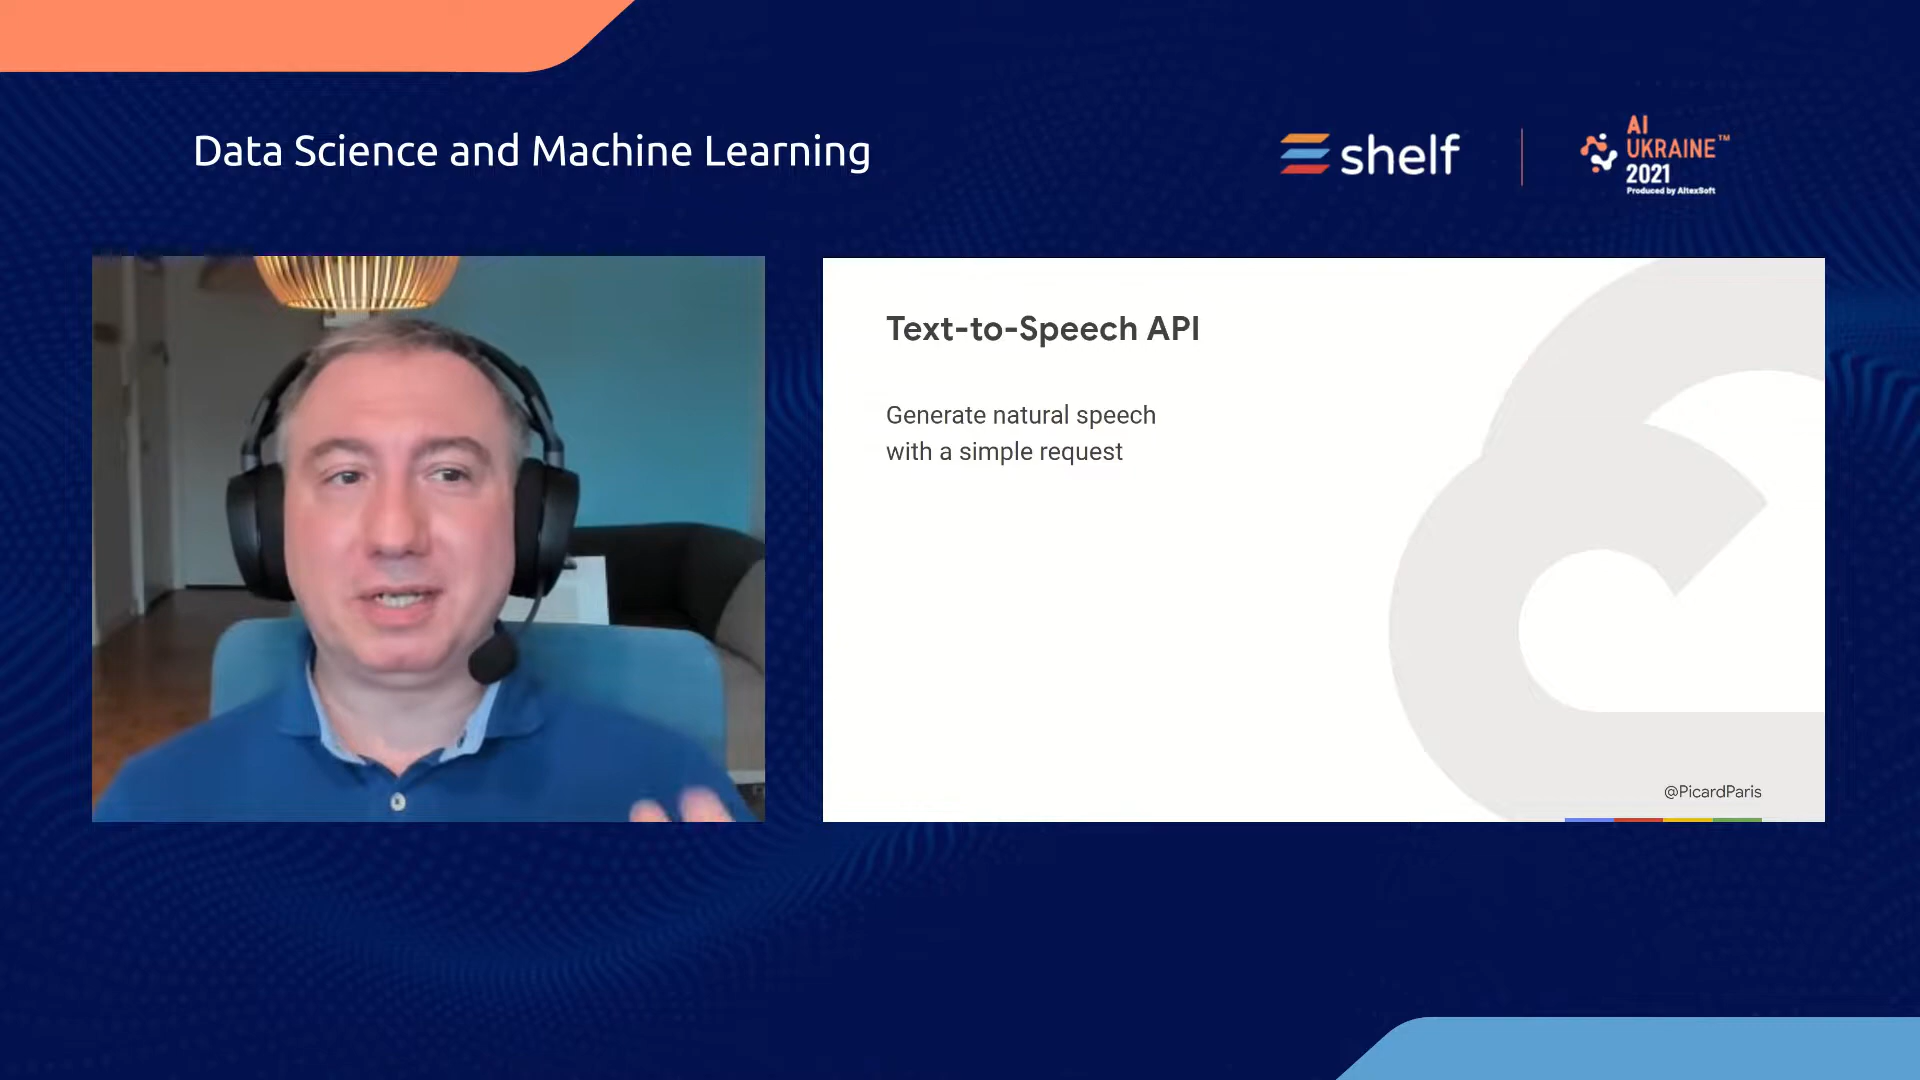 Data Science and Machine Learning
shelf
AI
UKRAINE™
2021
Produced by AltexSoft
Text-to-Speech API
Generate natural speech
with a simple request
@PicardParis